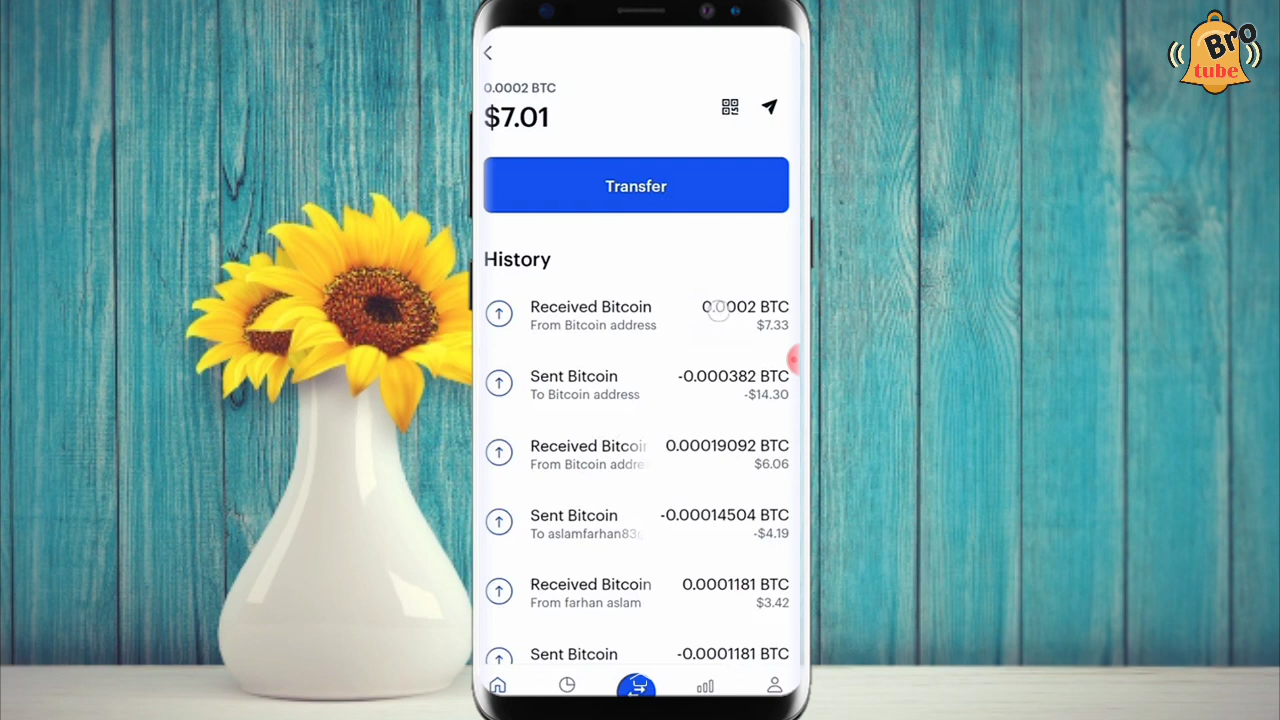 Bro
tube
0.0002 BTC
$7.01
Transfer
History
Received Bitcoin 0.0002 BTC
From Bitcoin address $7.33
Sent Bitcoin -0.000382 BTC
To Bitcoin address -$14.30
Received Bitcoin 0.00019092 BTC
From Bitcoin addre $6.06
Sent Bitcoin -0.00014504 BTC
To aslamfarhan83 -$4.19
Received Bitcoin 0.0001181 BTC
From farhan aslam $3.42
Sent Bitcoin -0.0001181 BTC